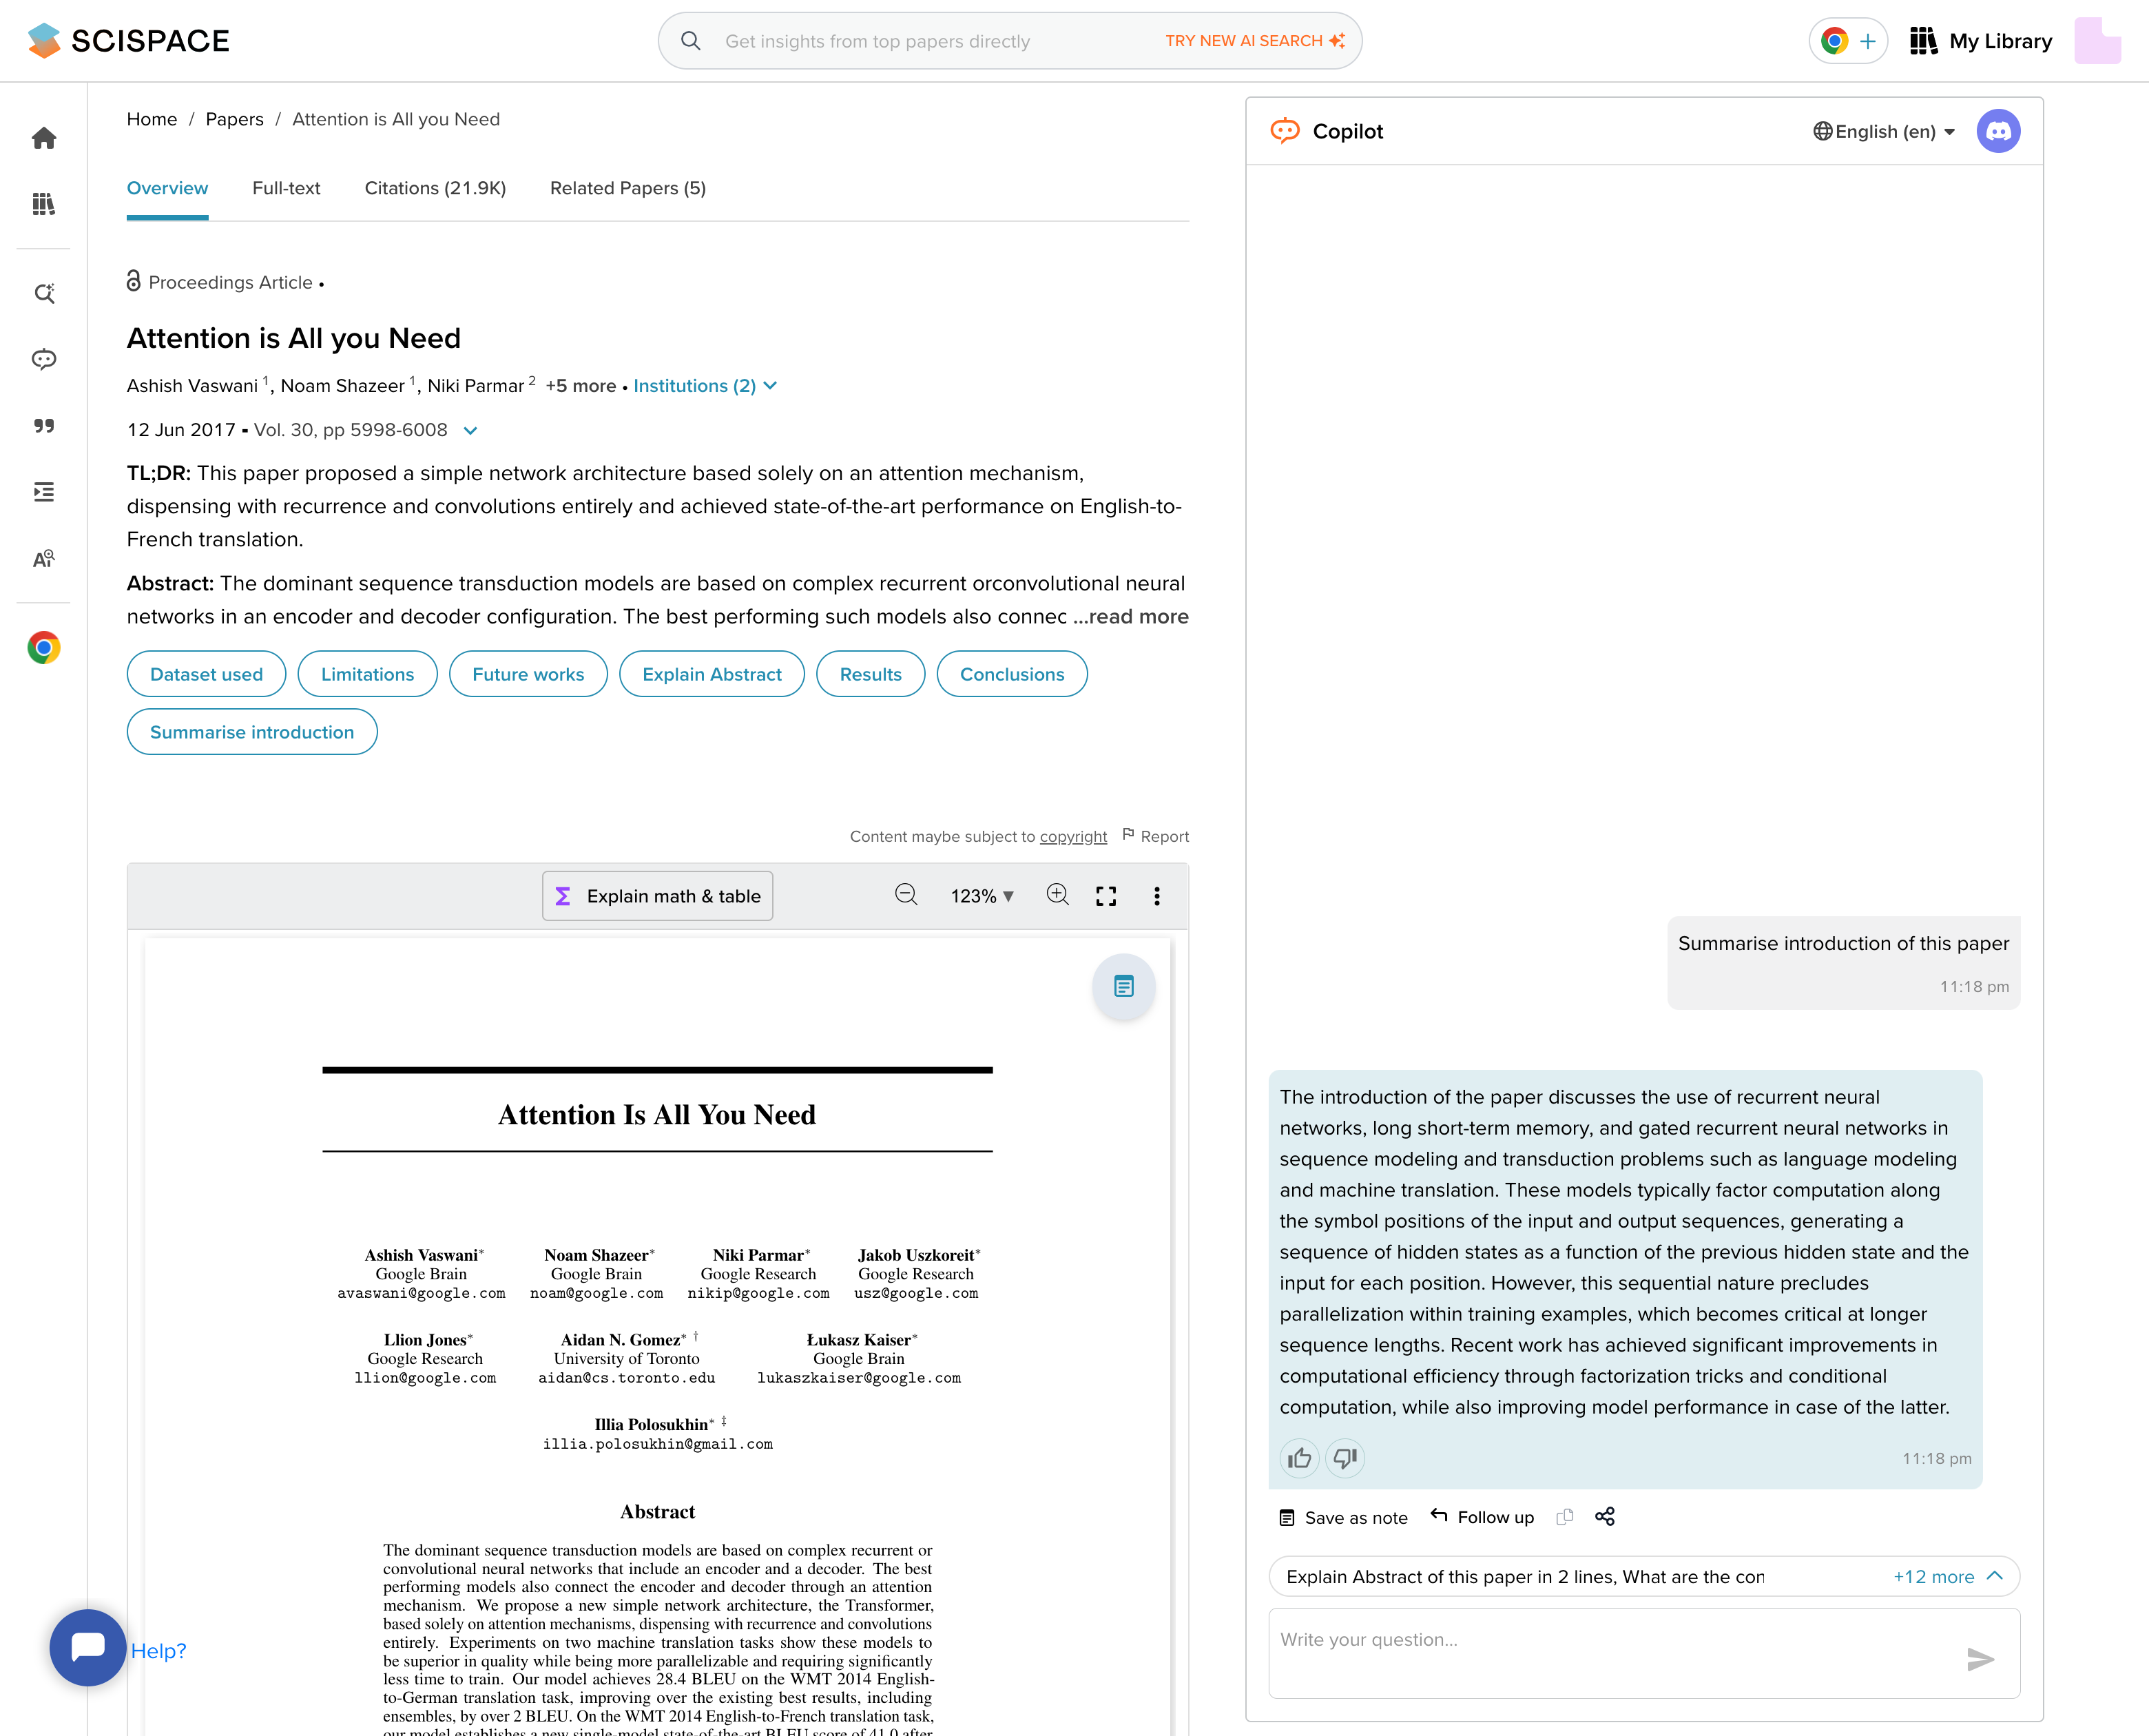 SCISPACE
Get insights from top papers directly
TRY NEW AI SEARCH
My Library
Home / Papers / Attention is All you Need
Overview
Full-text
Citations (21.9K)
Related Papers (5)
Proceedings Article •
Attention is All you Need
Ashish Vaswani 1, Noam Shazeer 1, Niki Parmar 2 +5 more • Institutions (2)
12 Jun 2017 - Vol. 30, pp 5998-6008
TL;DR: This paper proposed a simple network architecture based solely on an attention mechanism,
dispensing with recurrence and convolutions entirely and achieved state-of-the-art performance on English-to-
French translation.
Abstract: The dominant sequence transduction models are based on complex recurrent orconvolutional neural
networks in an encoder and decoder configuration. The best performing such models also connec ...read more
Dataset used
Limitations
Future works
Explain Abstract
Results
Conclusions
Summarise introduction
Content maybe subject to copyright
Report
Explain math & table
123%
Attention Is All You Need
Ashish Vaswani* Noam Shazeer* Niki Parmar* Jakob Uszkoreit*
Google Brain Google Brain Google Research Google Research
avaswani@google.com noam@google.com nikip@google.com usz@google.com
Llion Jones* Aidan N. Gomez* † Łukasz Kaiser*
Google Research University of Toronto Google Brain
llion@google.com aidan@cs.toronto.edu lukaszkaiser@google.com
Illia Polosukhin* ‡
illia.polosukhin@gmail.com
Abstract
The dominant sequence transduction models are based on complex recurrent or
convolutional neural networks that include an encoder and a decoder. The best
performing models also connect the encoder and decoder through an attention
mechanism. We propose a new simple network architecture, the Transformer,
based solely on attention mechanisms, dispensing with recurrence and convolutions
entirely. Experiments on two machine translation tasks show these models to
be superior in quality while being more parallelizable and requiring significantly
less time to train. Our model achieves 28.4 BLEU on the WMT 2014 English-
to-German translation task, improving over the existing best results, including
ensembles, by over 2 BLEU. On the WMT 2014 English-to-French translation task,
our model establishes a new single-model state-of-the-art BLEU score of 41.0 after
Help?
Copilot
English (en)
Summarise introduction of this paper
11:18 pm
The introduction of the paper discusses the use of recurrent neural
networks, long short-term memory, and gated recurrent neural networks in
sequence modeling and transduction problems such as language modeling
and machine translation. These models typically factor computation along
the symbol positions of the input and output sequences, generating a
sequence of hidden states as a function of the previous hidden state and the
input for each position. However, this sequential nature precludes
parallelization within training examples, which becomes critical at longer
sequence lengths. Recent work has achieved significant improvements in
computational efficiency through factorization tricks and conditional
computation, while also improving model performance in case of the latter.
11:18 pm
Save as note
Follow up
Explain Abstract of this paper in 2 lines, What are the con
+12 more
Write your question...